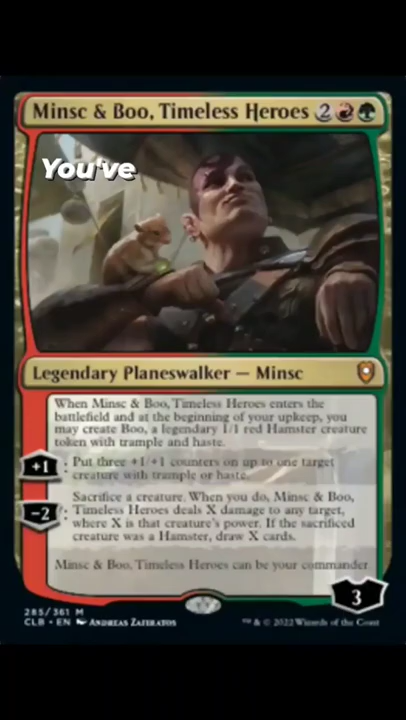 Minsc & Boo, Timeless Heroes 2
You've
Legendary Planeswalker — Minsc
When Minsc & Boo, Timeless Heroes enters the
battlefield and at the beginning of your upkeep, you
may create Boo, a legendary 1/1 red Hamster creature
token with trample and haste.
+1: Put three +1/+1 counters on up to one target
creature with trample or haste.
Sacrifice a creature. When you do, Minsc & Boo,
-2: Timeless Heroes deals X damage to any target,
where X is that creature's power. If the sacrificed
creature was a Hamster, draw X cards.
Minsc & Boo, Timeless Heroes can be your commander
3
285/361 M
CLB • EN Andreas Zafiratos
™ & © 2022 Wizards of the Coast